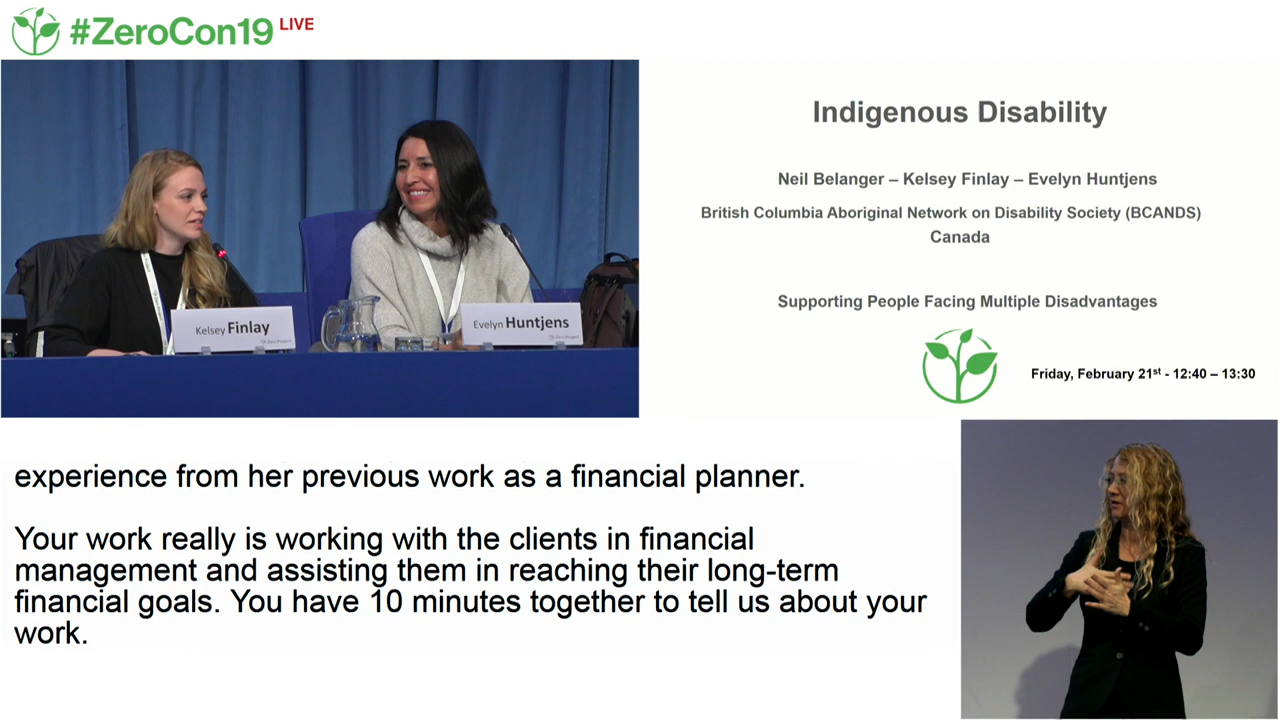 #ZeroCon19 LIVE
Kelsey Finlay
Evelyn Huntjens
Indigenous Disability
Neil Belanger – Kelsey Finlay – Evelyn Huntjens
British Columbia Aboriginal Network on Disability Society (BCANDS)
Canada
Supporting People Facing Multiple Disadvantages
Friday, February 21st - 12:40 – 13:30
experience from her previous work as a financial planner.
Your work really is working with the clients in financial
management and assisting them in reaching their long-term
financial goals. You have 10 minutes together to tell us about your
work.